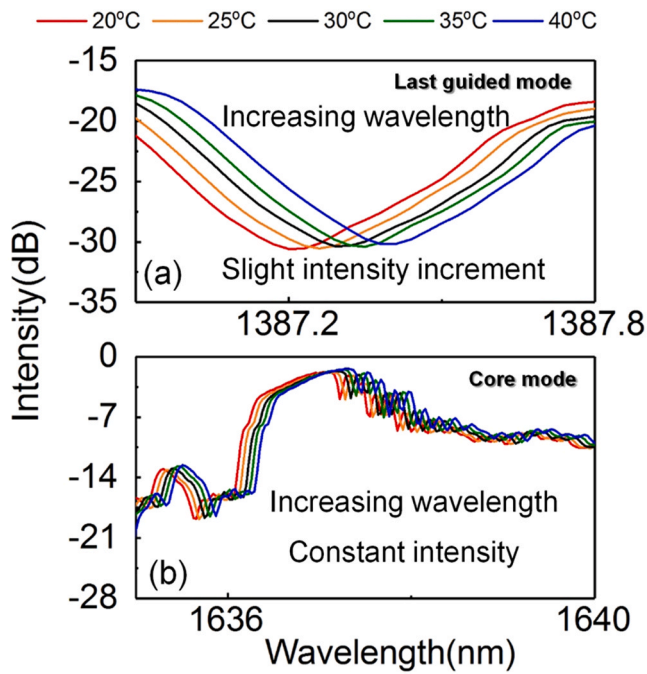 20ºC 25ºC 30ºC 35ºC 40ºC
-15
Last guided mode
Increasing wavelength
-20
-25
-30
(a)
Slight intensity increment
-35
1387.2 1387.8
Intensity(dB)
0
Core mode
-7
-14
Increasing wavelength
-21
Constant intensity
(b)
-28
1636 1640
Wavelength(nm)